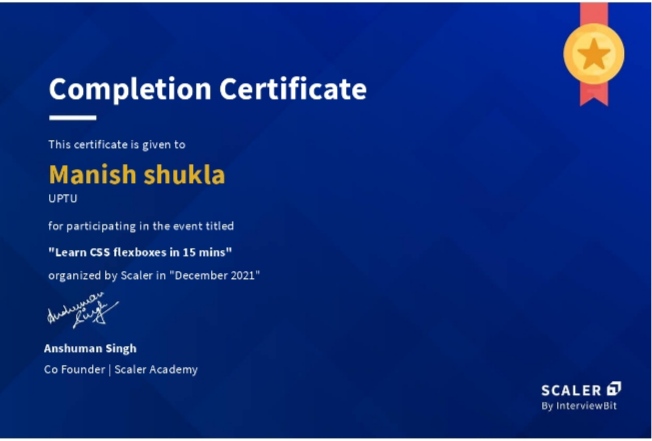 Completion Certificate
This certificate is given to
Manish shukla
UPTU
for participating in the event titled
"Learn CSS flexboxes in 15 mins"
organized by Scaler in "December 2021"
Anshuman
Singh
Anshuman Singh
Co Founder | Scaler Academy
SCALER
By InterviewBit